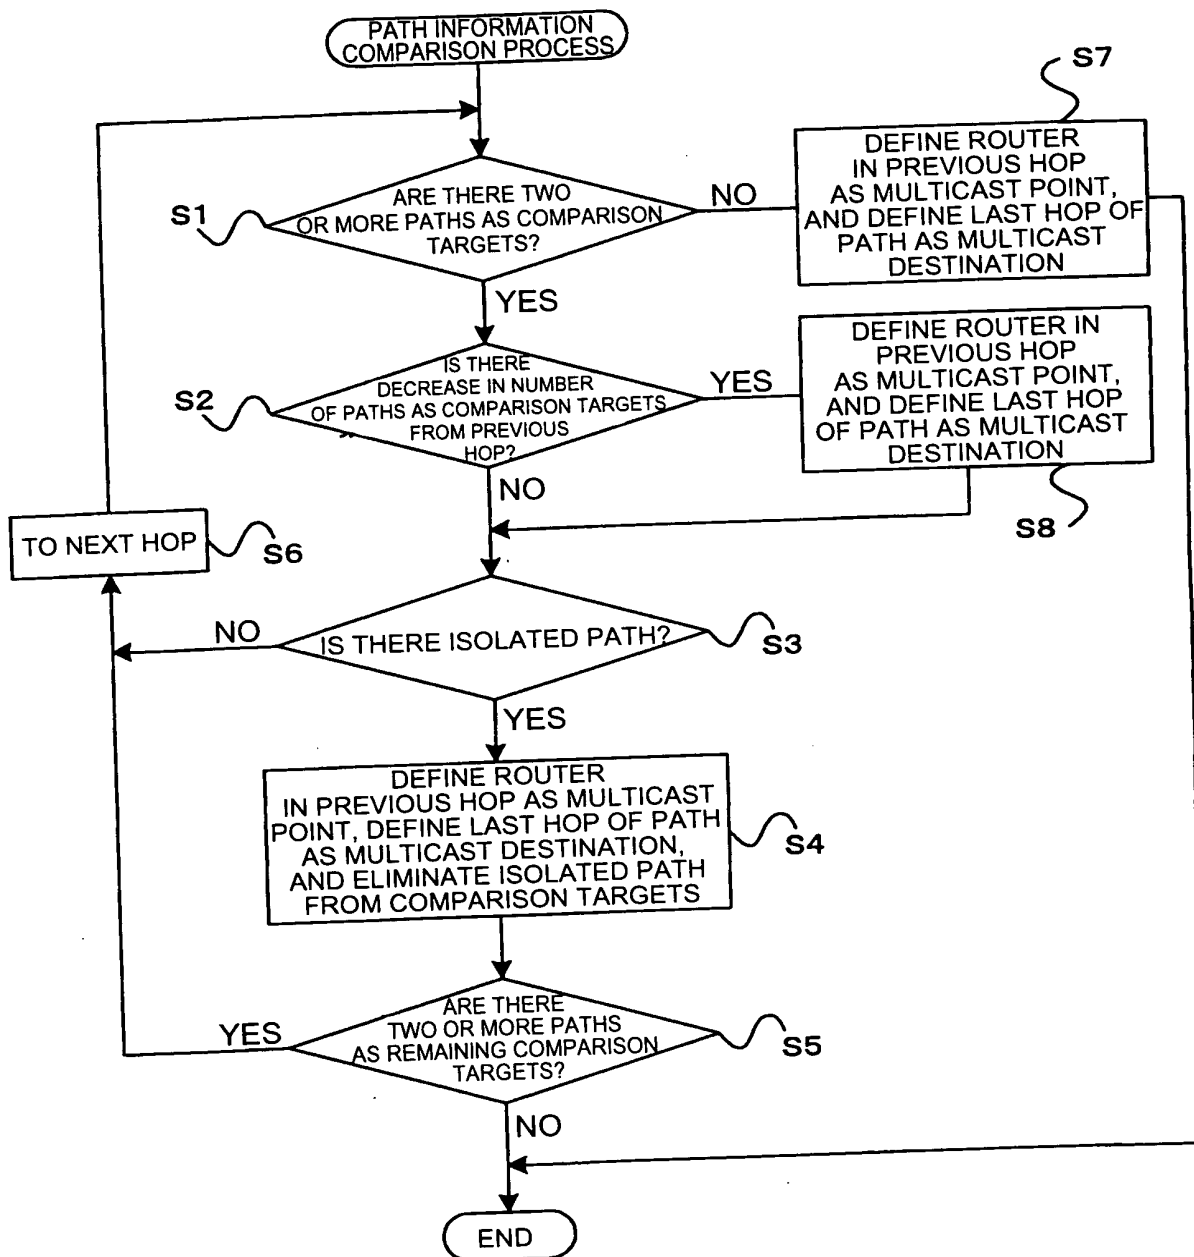 PATH INFORMATION
COMPARISON PROCESS
S7
DEFINE ROUTER
IN PREVIOUS HOP
AS MULTICAST POINT,
AND DEFINE LAST HOP OF
PATH AS MULTICAST
DESTINATION
S1
ARE THERE TWO
OR MORE PATHS AS COMPARISON
TARGETS?
NO
YES
DEFINE ROUTER IN
PREVIOUS HOP
AS MULTICAST POINT,
AND DEFINE LAST HOP
OF PATH AS MULTICAST
DESTINATION
S8
S2
IS THERE
DECREASE IN NUMBER
OF PATHS AS COMPARISON TARGETS
FROM PREVIOUS
HOP?
YES
NO
TO NEXT HOP
S6
NO
IS THERE ISOLATED PATH?
S3
YES
DEFINE ROUTER
IN PREVIOUS HOP AS MULTICAST
POINT, DEFINE LAST HOP OF PATH
AS MULTICAST DESTINATION,
AND ELIMINATE ISOLATED PATH
FROM COMPARISON TARGETS
S4
YES
ARE THERE
TWO OR MORE PATHS
AS REMAINING COMPARISON
TARGETS?
S5
NO
END